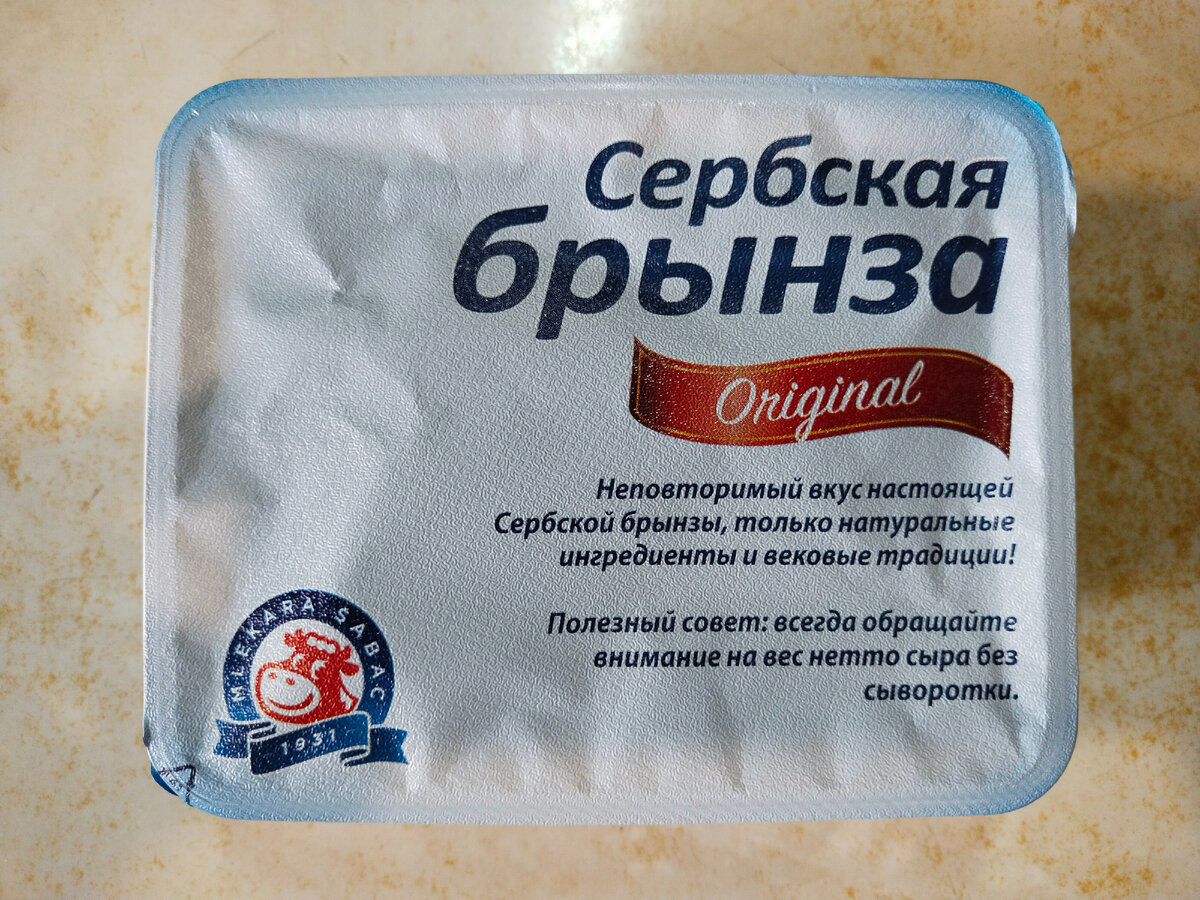 Сербская
брынза
Original
Неповторимый вкус настоящей
Сербской брынзы, только натуральные
ингредиенты и вековые традиции!
Полезный совет: всегда обращайте
внимание на вес нетто сыра без
сыворотки.
MLEKARA ŠABAC
1931